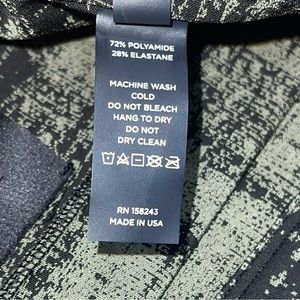 72% POLYAMIDE
28% ELASTANE
MACHINE WASH
COLD
DO NOT BLEACH
HANG TO DRY
DO NOT
DRY CLEAN
RN 158243
MADE IN USA